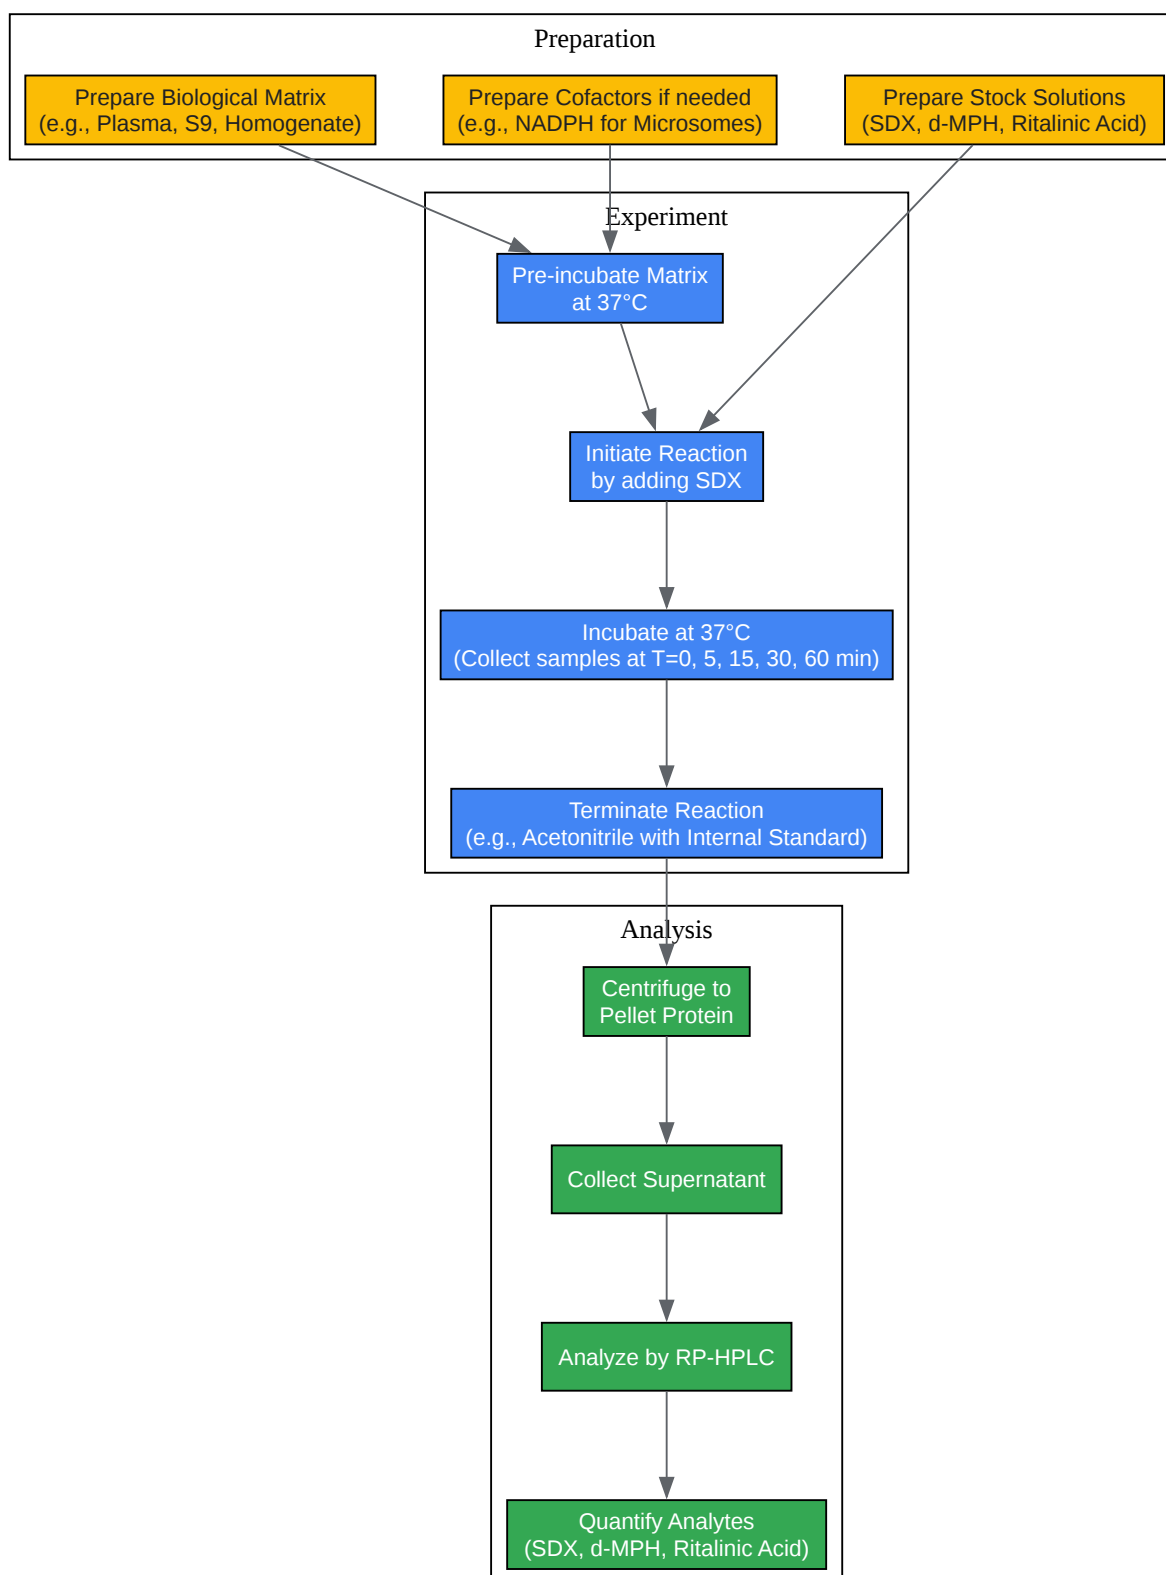 Preparation
Prepare Biological Matrix
(e.g., Plasma, S9, Homogenate)
Prepare Cofactors if needed
(e.g., NADPH for Microsomes)
Prepare Stock Solutions
(SDX, d-MPH, Ritalinic Acid)
Experiment
Pre-incubate Matrix
at 37°C
Initiate Reaction
by adding SDX
Incubate at 37°C
(Collect samples at T=0, 5, 15, 30, 60 min)
Terminate Reaction
(e.g., Acetonitrile with Internal Standard)
Analysis
Centrifuge to
Pellet Protein
Collect Supernatant
Analyze by RP-HPLC
Quantify Analytes
(SDX, d-MPH, Ritalinic Acid)